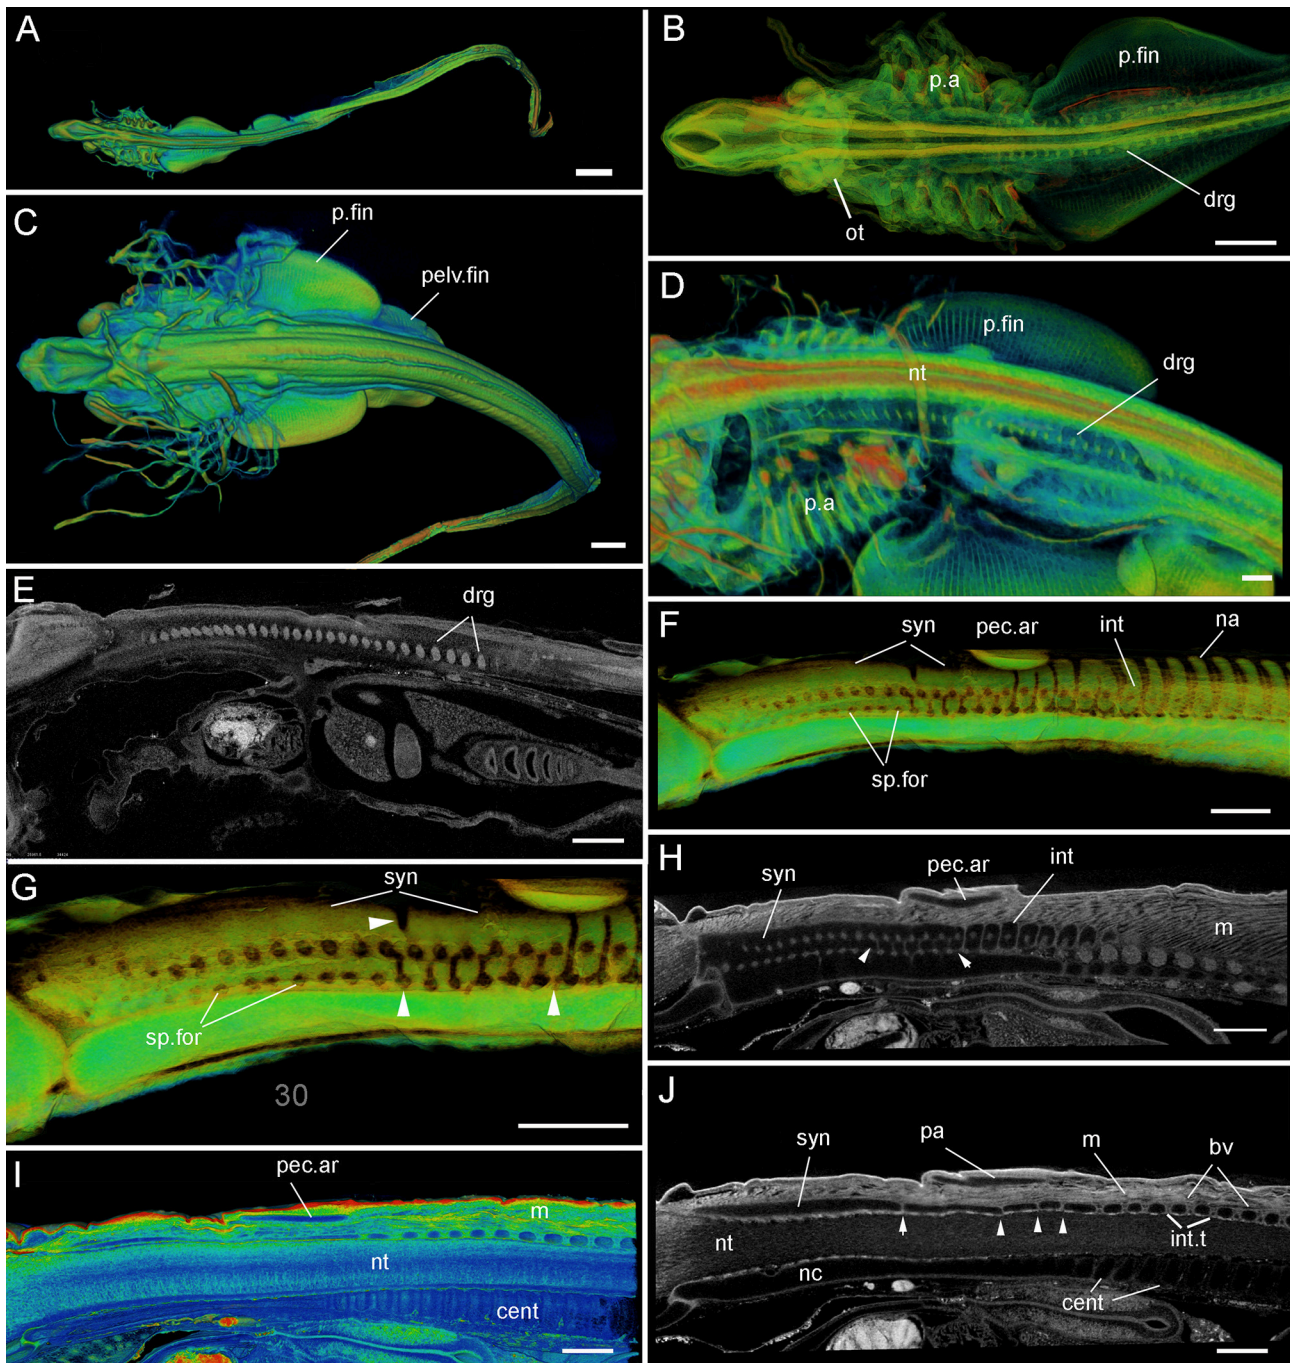 A
B
p.fin
p.a
ot
drg
C
p.fin
pelv.fin
D
p.fin
drg
nt
p.a
E
drg
F
syn
pec.ar
int
na
sp.for
G
syn
sp.for
30
H
syn
pec.ar
int
m
I
pec.ar
m
nt
cent
J
syn
pa
m
bv
nt
int.t
nc
cent